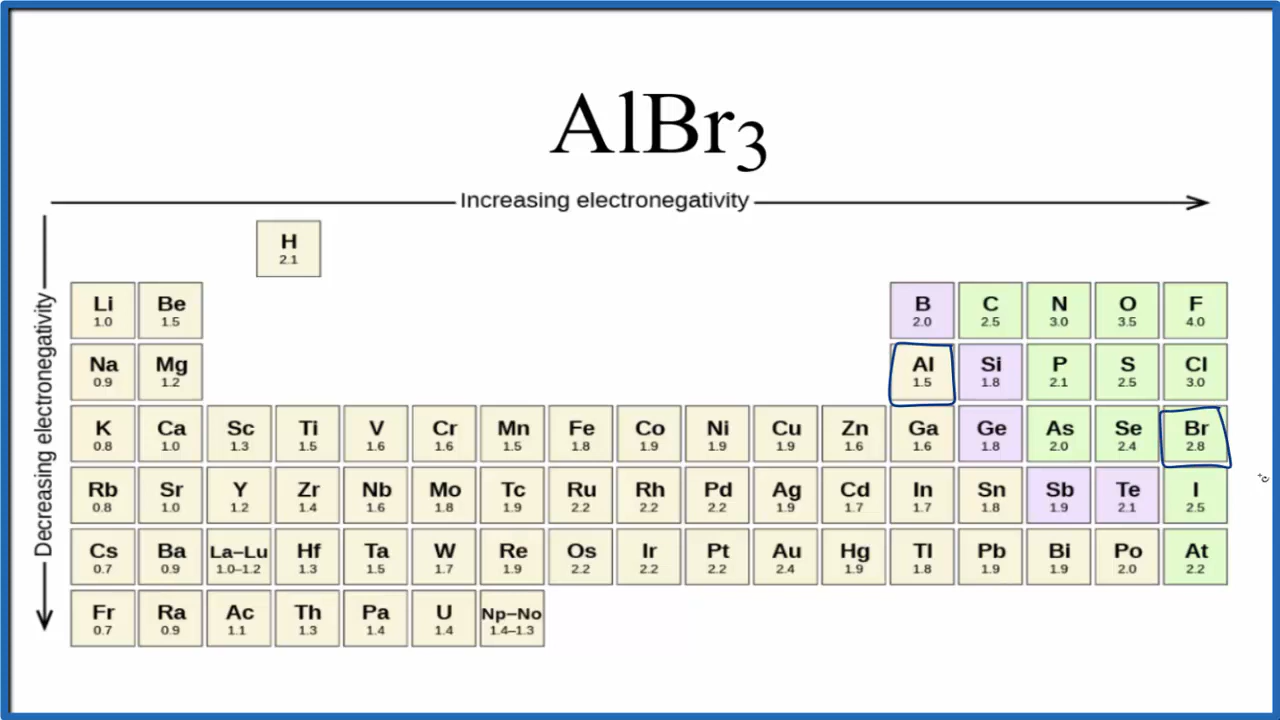 AlBr3
Increasing electronegativity
Decreasing electronegativity
H
2.1
Li Be B C N O F
1.0 1.5 2.0 2.5 3.0 3.5 4.0
Na Mg Al Si P S Cl
0.9 1.2 1.5 1.8 2.1 2.5 3.0
K Ca Sc Ti V Cr Mn Fe Co Ni Cu Zn Ga Ge As Se Br
0.8 1.0 1.3 1.5 1.6 1.6 1.5 1.8 1.9 1.9 1.9 1.6 1.6 1.8 2.0 2.4 2.8
Rb Sr Y Zr Nb Mo Tc Ru Rh Pd Ag Cd In Sn Sb Te I
0.8 1.0 1.2 1.4 1.6 1.8 1.9 2.2 2.2 2.2 1.9 1.7 1.7 1.8 1.9 2.1 2.5
Cs Ba La–Lu Hf Ta W Re Os Ir Pt Au Hg Tl Pb Bi Po At
0.7 0.9 1.0–1.2 1.3 1.5 1.7 1.9 2.2 2.2 2.2 2.4 1.9 1.8 1.9 1.9 2.0 2.2
Fr Ra Ac Th Pa U Np–No
0.7 0.9 1.1 1.3 1.4 1.4 1.4–1.3